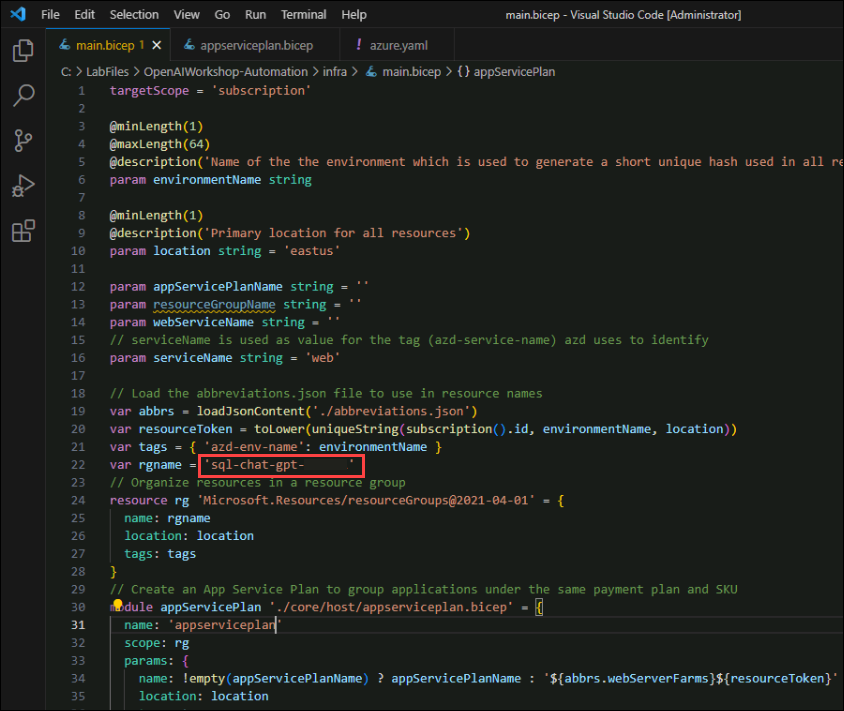 File Edit Selection View Go Run Terminal Help main.bicep - Visual Studio Code [Administrator]
main.bicep 1 appserviceplan.bicep ! azure.yaml
C: > LabFiles > OpenAIWorkshop-Automation > infra > main.bicep > {} appServicePlan
1 targetScope = 'subscription'
2
3 @minLength(1)
4 @maxLength(64)
5 @description('Name of the the environment which is used to generate a short unique hash used in all re
6 param environmentName string
7
8 @minLength(1)
9 @description('Primary location for all resources')
10 param location string = 'eastus'
11
12 param appServicePlanName string = ''
13 param resourceGroupName string = ''
14 param webServiceName string = ''
15 // serviceName is used as value for the tag (azd-service-name) azd uses to identify
16 param serviceName string = 'web'
17
18 // Load the abbreviations.json file to use in resource names
19 var abbrs = loadJsonContent('./abbreviations.json')
20 var resourceToken = toLower(uniqueString(subscription().id, environmentName, location))
21 var tags = { 'azd-env-name': environmentName }
22 var rgname = 'sql-chat-gpt- '
23 // Organize resources in a resource group
24 resource rg 'Microsoft.Resources/resourceGroups@2021-04-01' = {
25 name: rgname
26 location: location
27 tags: tags
28 }
29 // Create an App Service Plan to group applications under the same payment plan and SKU
30 module appServicePlan './core/host/appserviceplan.bicep' = {
31 name: 'appserviceplan'
32 scope: rg
33 params: {
34 name: !empty(appServicePlanName) ? appServicePlanName : '${abbrs.webServerFarms}${resourceToken}'
35 location: location